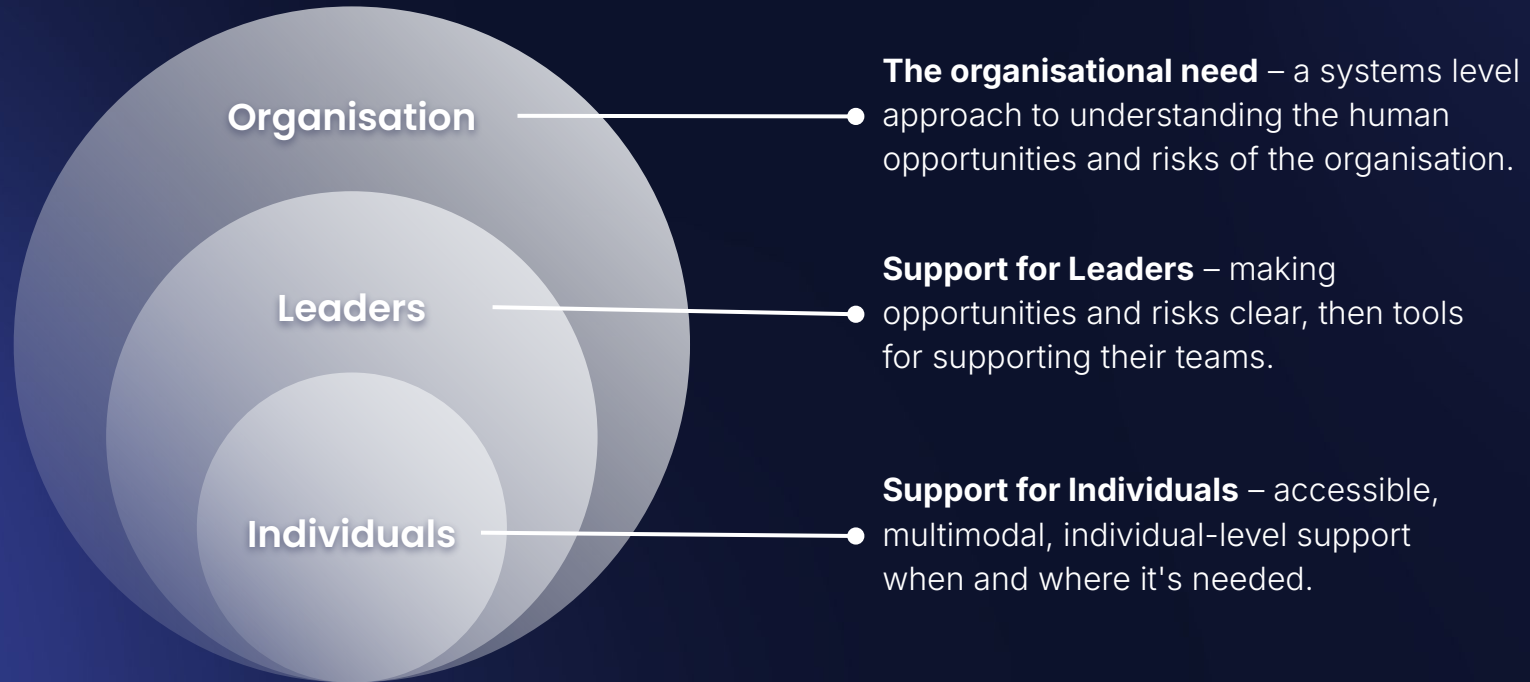 Organisation
The organisational need – a systems level
approach to understanding the human
opportunities and risks of the organisation.
Leaders
Support for Leaders – making
opportunities and risks clear, then tools
for supporting their teams.
Individuals
Support for Individuals – accessible,
multimodal, individual-level support
when and where it's needed.